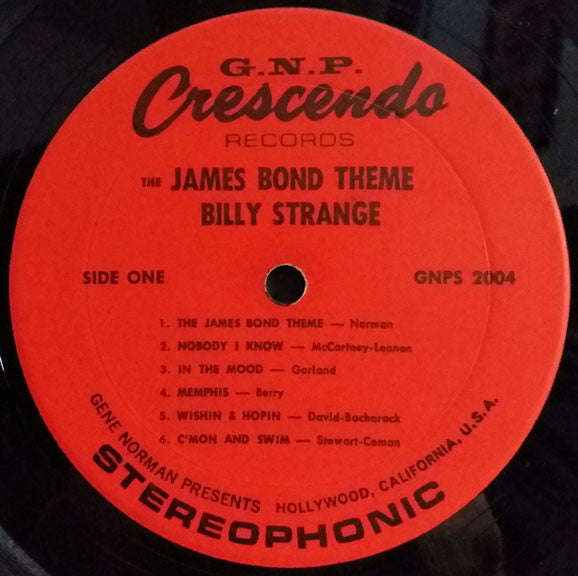 G.N.P.
Crescendo
RECORDS
THE JAMES BOND THEME
BILLY STRANGE
SIDE ONE
GNPS 2004
1. THE JAMES BOND THEME — Norman
2. NOBODY I KNOW — McCartney-Lennon
3. IN THE MOOD — Garland
4. MEMPHIS — Berry
5. WISHIN & HOPIN — David-Bacharack
6. C'MON AND SWIM — Stewart-Coman
GENE NORMAN PRESENTS HOLLYWOOD, CALIFORNIA, U.S.A.
STEREOPHONIC